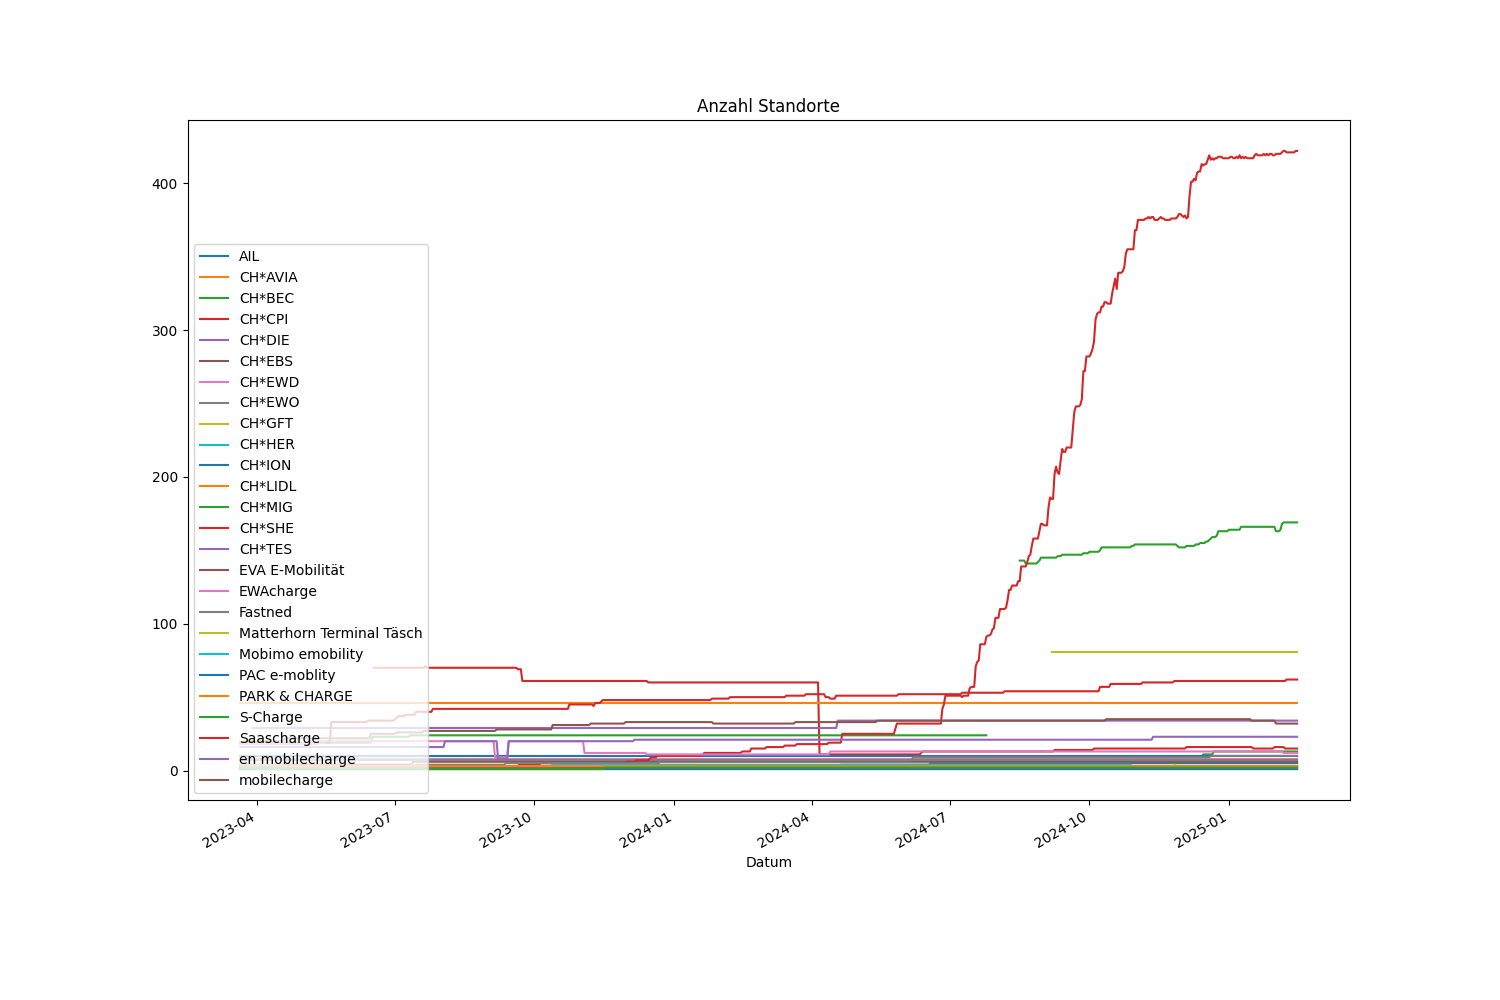 Anzahl Standorte
400
300
200
100
0
AIL
CH*AVIA
CH*BEC
CH*CPI
CH*DIE
CH*EBS
CH*EWD
CH*EWO
CH*GFT
CH*HER
CH*ION
CH*LIDL
CH*MIG
CH*SHE
CH*TES
EVA E-Mobilität
EWAcharge
Fastned
Matterhorn Terminal Täsch
Mobimo emobility
PAC e-moblity
PARK & CHARGE
S-Charge
Saascharge
en mobilecharge
mobilecharge
2023-04
2023-07
2023-10
2024-01
2024-04
2024-07
2024-10
2025-01
Datum